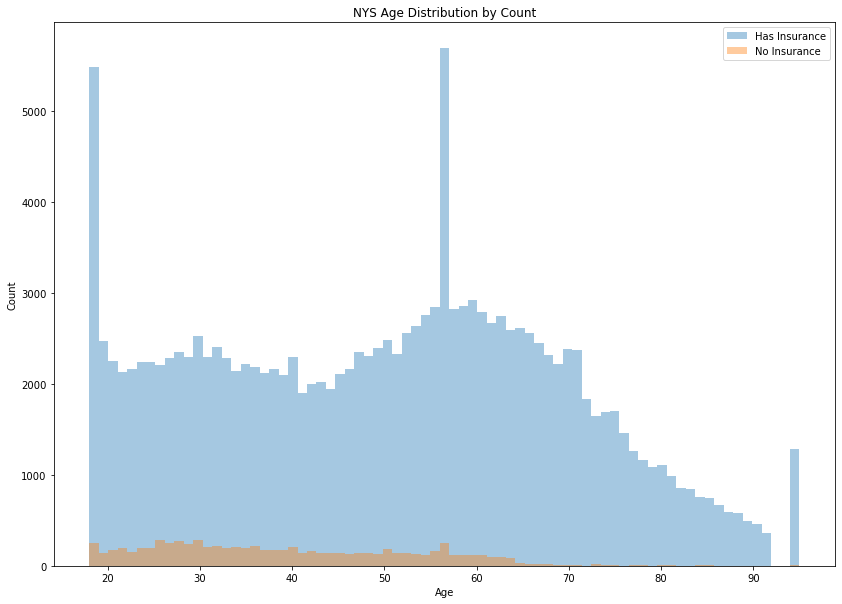 NYS Age Distribution by Count
Has Insurance
No Insurance
Count
5000
4000
3000
2000
1000
0
20 30 40 50 60 70 80 90
Age